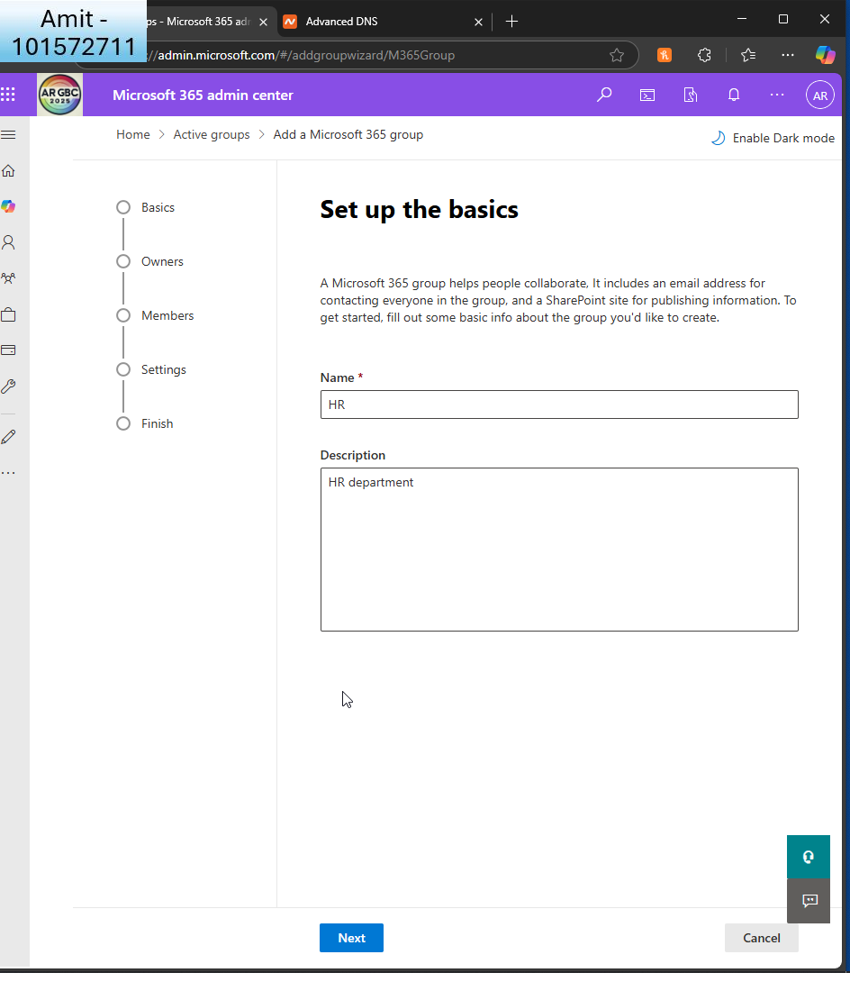 Amit -
101572711
ps - Microsoft 365 adr
Advanced DNS
//admin.microsoft.com/#/addgroupwizard/M365Group
AR GBC
2025
Microsoft 365 admin center
AR
Home > Active groups > Add a Microsoft 365 group
Enable Dark mode
Basics
Owners
Members
Settings
Finish
Set up the basics
A Microsoft 365 group helps people collaborate, It includes an email address for
contacting everyone in the group, and a SharePoint site for publishing information. To
get started, fill out some basic info about the group you'd like to create.
Name *
HR
Description
HR department
Next
Cancel